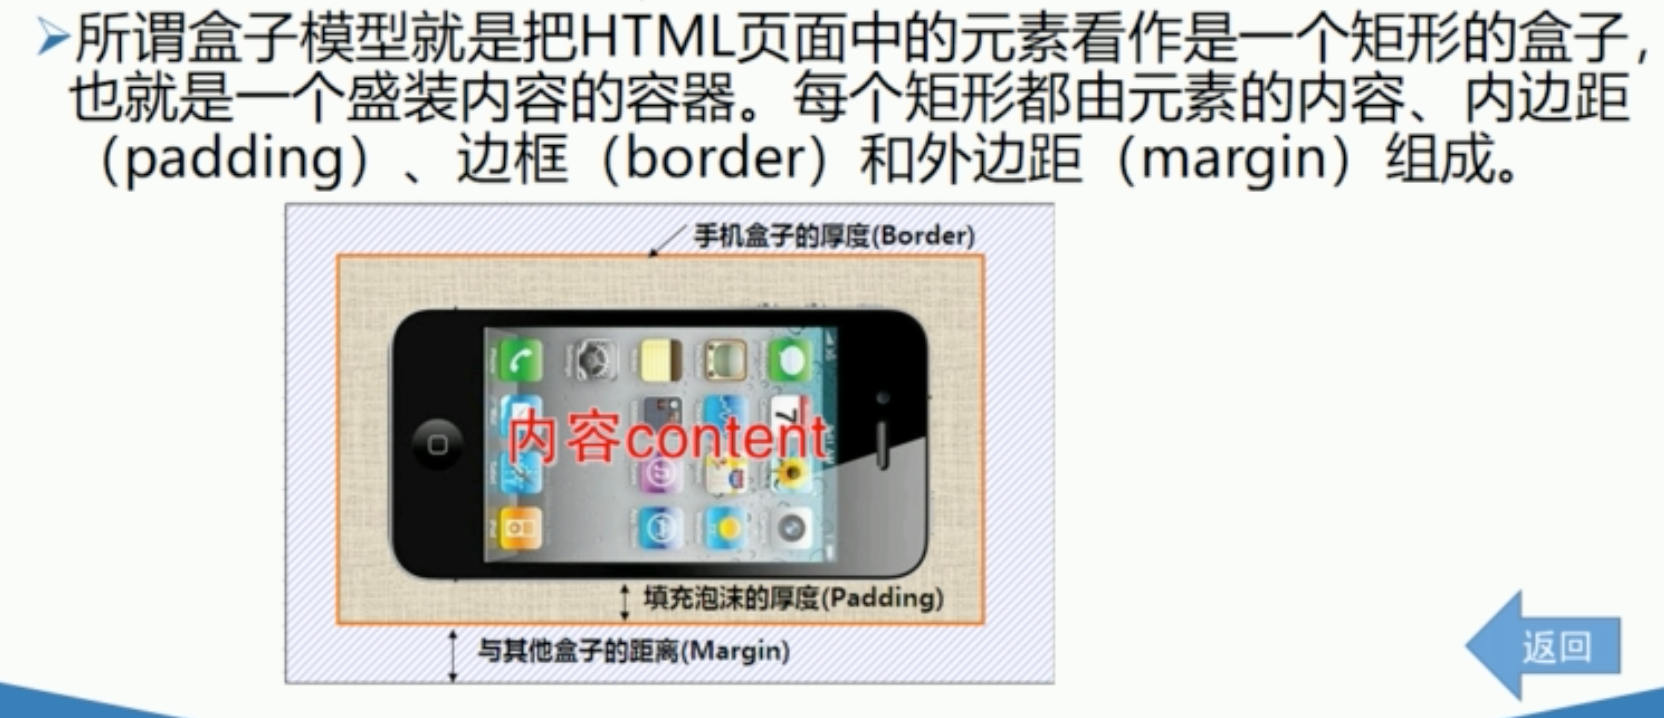 所谓盒子模型就是把HTML页面中的元素看作是一个矩形的盒子，
也就是一个盛装内容的容器。每个矩形都由元素的内容、内边距
（padding）、边框（border）和外边距（margin）组成。
手机盒子的厚度(Border)
内容content
填充泡沫的厚度(Padding)
与其他盒子的距离(Margin)
返回